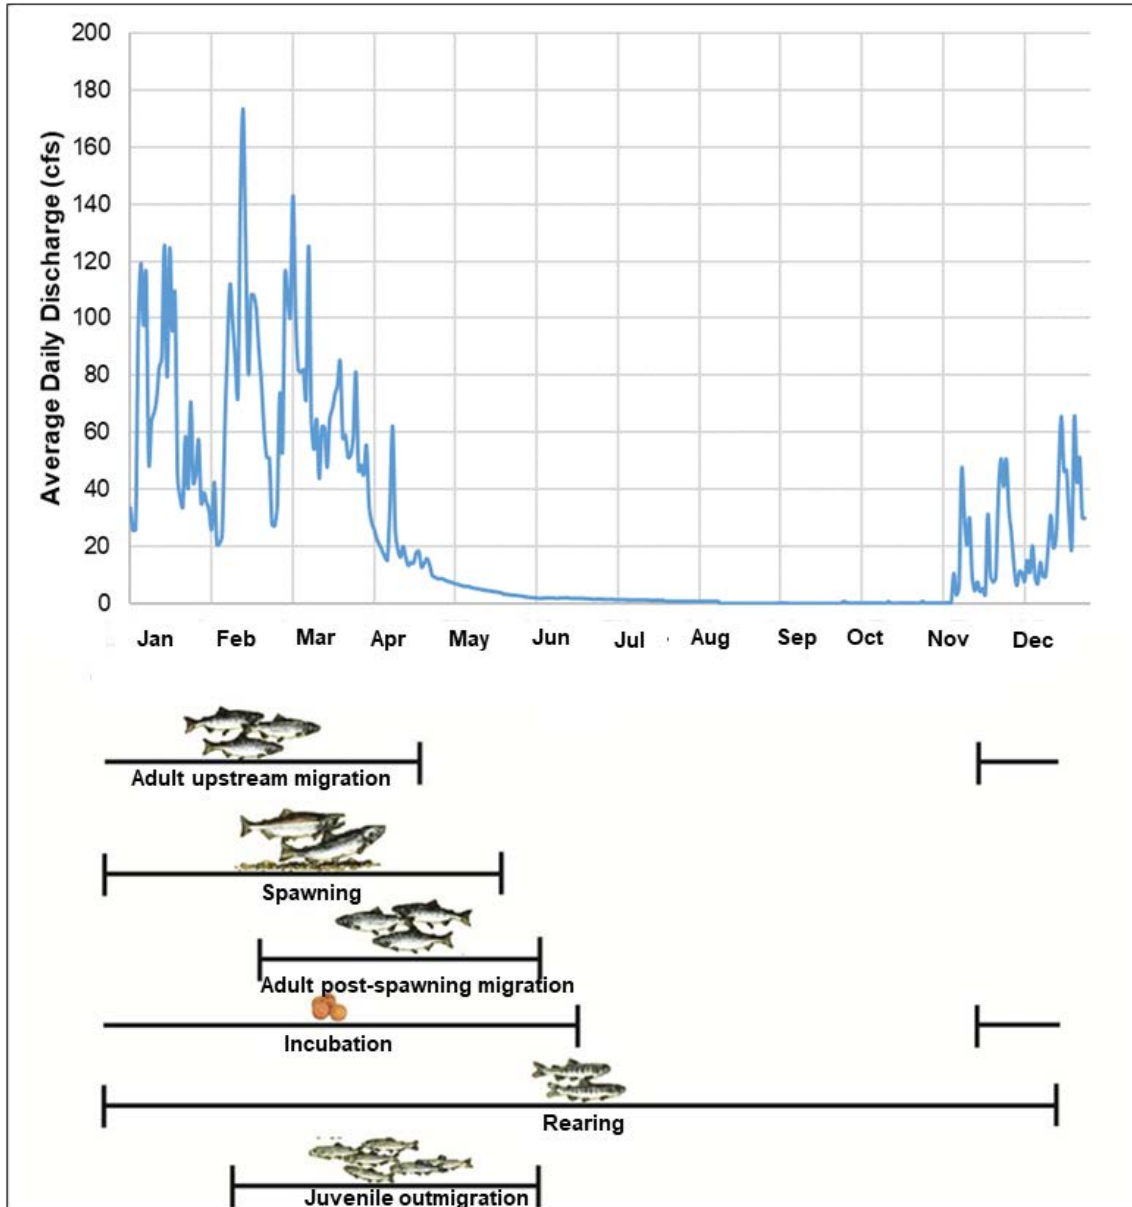 200
180
160
140
120
100
80
60
40
20
0
Average Daily Discharge (cfs)
Jan Feb Mar Apr May Jun Jul Aug Sep Oct Nov Dec
Adult upstream migration
Spawning
Adult post-spawning migration
Incubation
Rearing
Juvenile outmigration